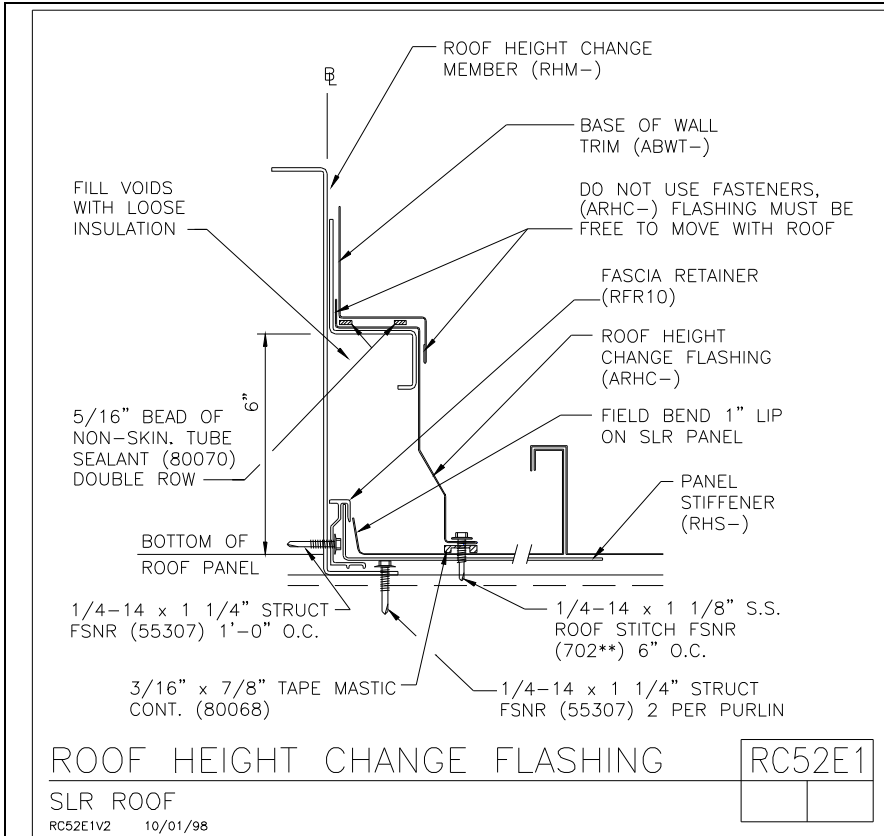 ROOF HEIGHT CHANGE
MEMBER (RHM-)
BASE OF WALL
TRIM (ABWT-)
FILL VOIDS
WITH LOOSE
INSULATION
DO NOT USE FASTENERS,
(ARHC-) FLASHING MUST BE
FREE TO MOVE WITH ROOF
FASCIA RETAINER
(RFR10)
ROOF HEIGHT
CHANGE FLASHING
(ARHC-)
6"
5/16" BEAD OF
NON-SKIN. TUBE
SEALANT (80070)
DOUBLE ROW
FIELD BEND 1" LIP
ON SLR PANEL
PANEL
STIFFENER
(RHS-)
BOTTOM OF
ROOF PANEL
1/4-14 x 1 1/4" STRUCT
FSNR (55307) 1'-0" O.C.
1/4-14 x 1 1/8" S.S.
ROOF STITCH FSNR
(702**) 6" O.C.
3/16" x 7/8" TAPE MASTIC
CONT. (80068)
1/4-14 x 1 1/4" STRUCT
FSNR (55307) 2 PER PURLIN
ROOF HEIGHT CHANGE FLASHING
RC52E1
SLR ROOF
RC52E1V2 10/01/98